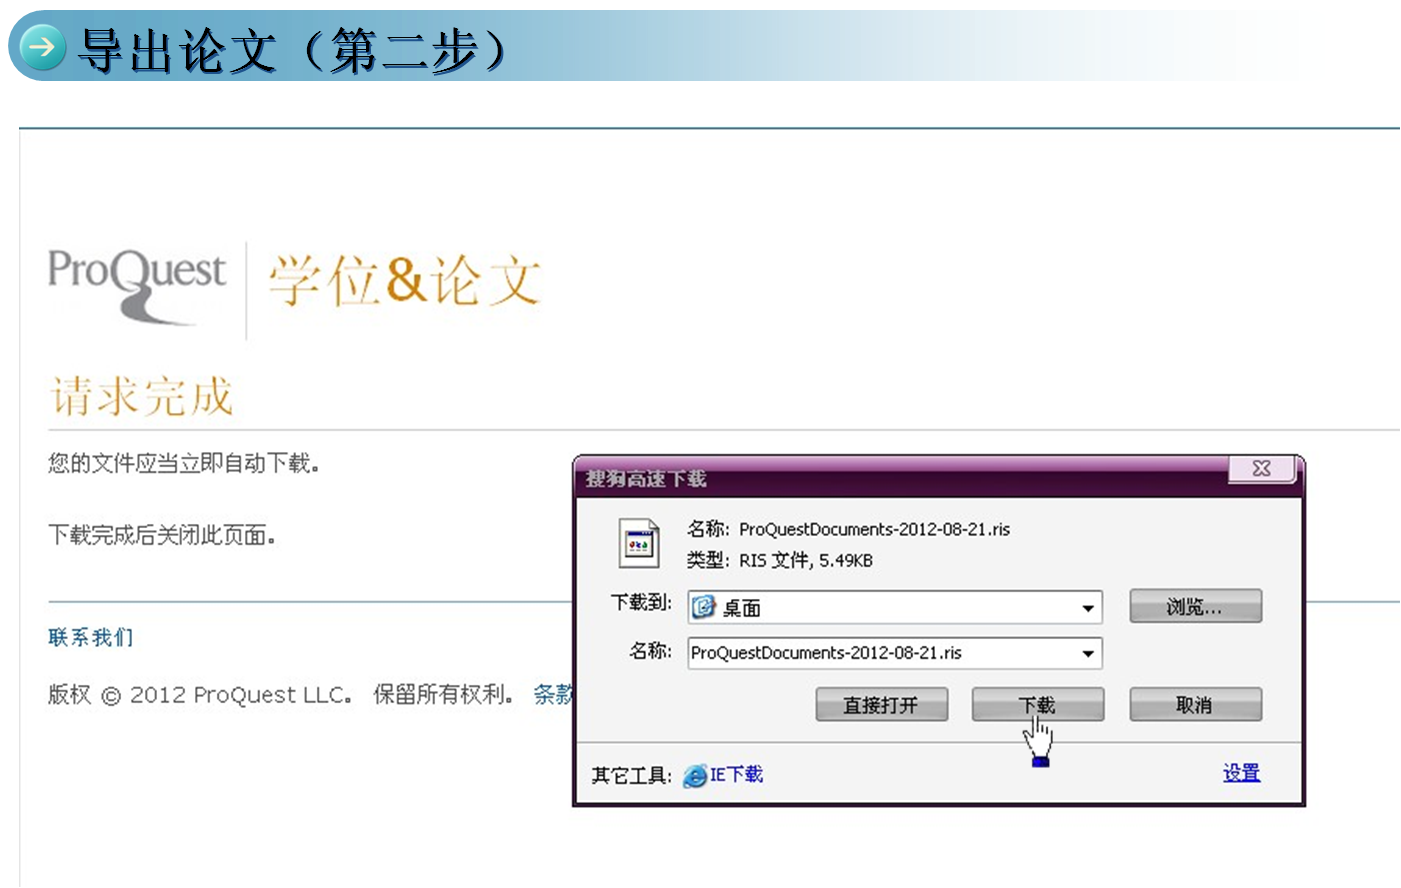 导出论文（第二步）
ProQuest 学位&论文
请求完成
您的文件应当立即自动下载。
下载完成后关闭此页面。
联系我们
版权 © 2012 ProQuest LLC。 保留所有权利。 条款
搜狗高速下载
名称: ProQuestDocuments-2012-08-21.ris
类型: RIS 文件, 5.49KB
下载到: 桌面 浏览...
名称: ProQuestDocuments-2012-08-21.ris
直接打开 下载 取消
其它工具: IE下载 设置